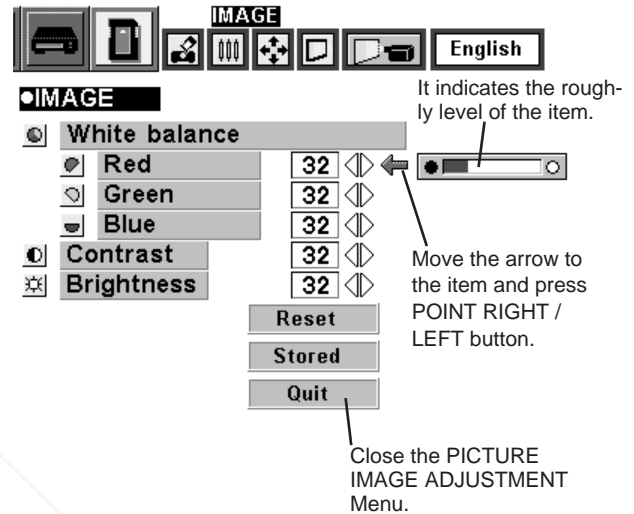 IMAGE
English
●IMAGE
It indicates the rough-
ly level of the item.
White balance
Red 32
Green 32
Blue 32
Contrast 32
Brightness 32
Move the arrow to
the item and press
POINT RIGHT /
LEFT button.
Reset
Stored
Quit
Close the PICTURE
IMAGE ADJUSTMENT
Menu.